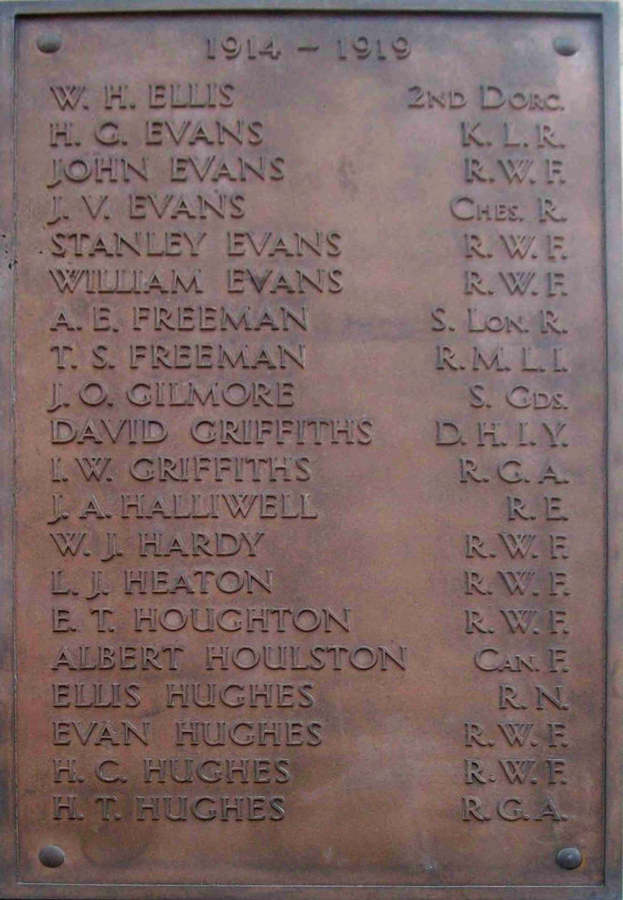 1914 – 1919
W. H. ELLIS 2ND DORC.
H. G. EVANS K. L. R.
JOHN EVANS R. W. F.
J. V. EVANS CHES. R.
STANLEY EVANS R. W. F.
WILLIAM EVANS R. W. F.
A. E. FREEMAN S. LON. R.
T. S. FREEMAN R. M. L. I.
J. O. GILMORE S. GDS.
DAVID GRIFFITHS D. H. I. Y.
I. W. GRIFFITHS R. G. A.
J. A. HALLIWELL R. E.
W. J. HARDY R. W. F.
L. J. HEATON R. W. F.
E. T. HOUGHTON R. W. F.
ALBERT HOULSTON CAN. F.
ELLIS HUGHES R. N.
EVAN HUGHES R. W. F.
H. C. HUGHES R. W. F.
H. T. HUGHES R. G. A.